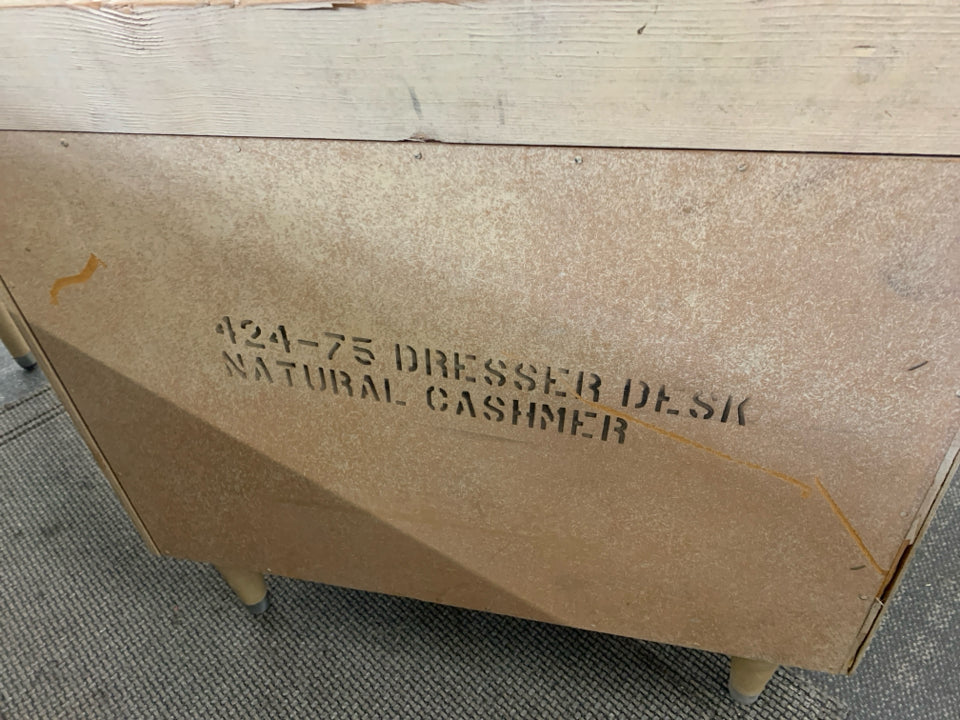 424-75 DRESSER DESK
NATURAL CASHMER